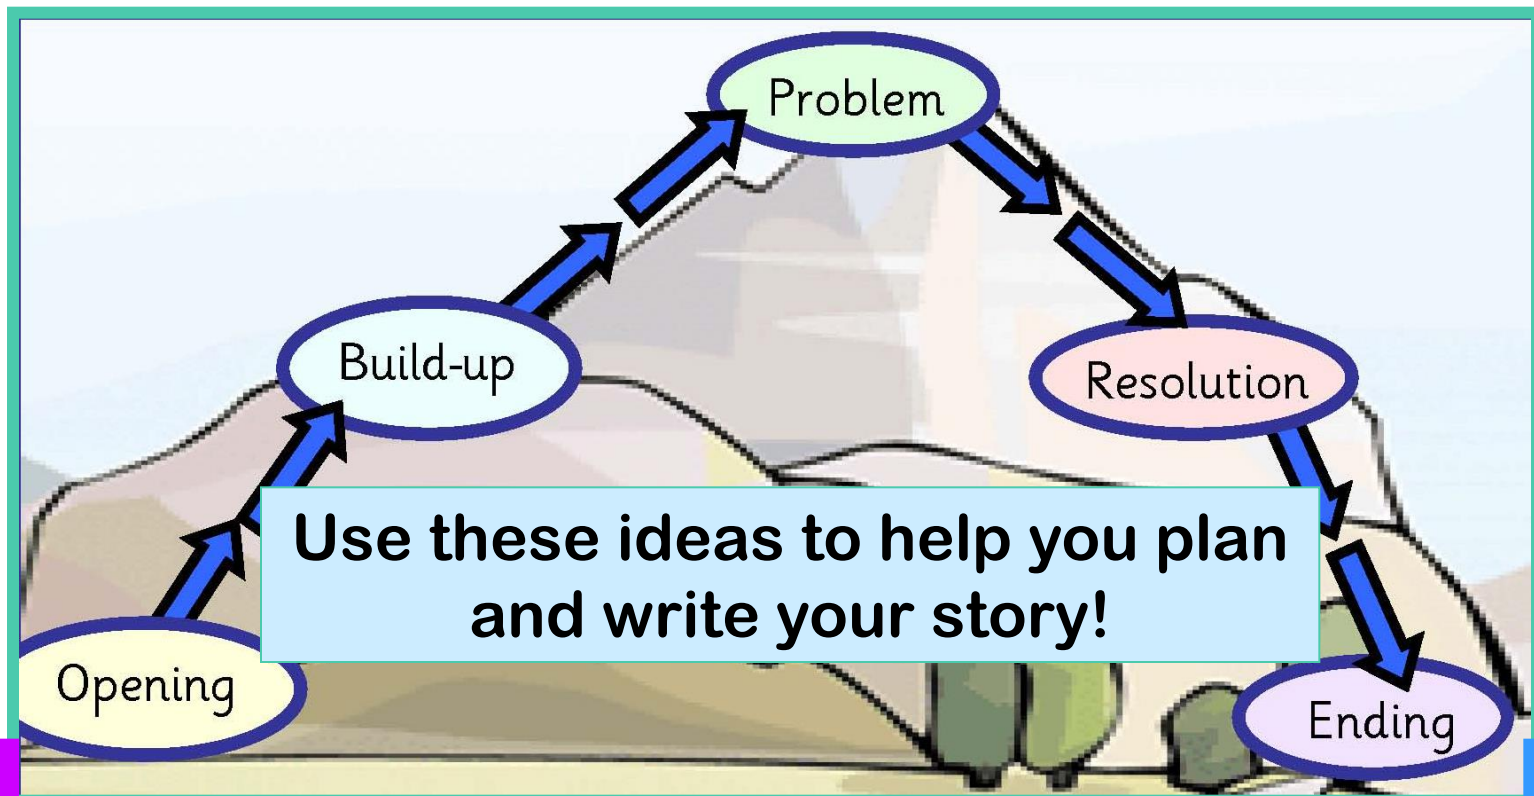 Problem
Build-up
Resolution
Use these ideas to help you plan
and write your story!
Opening
Ending